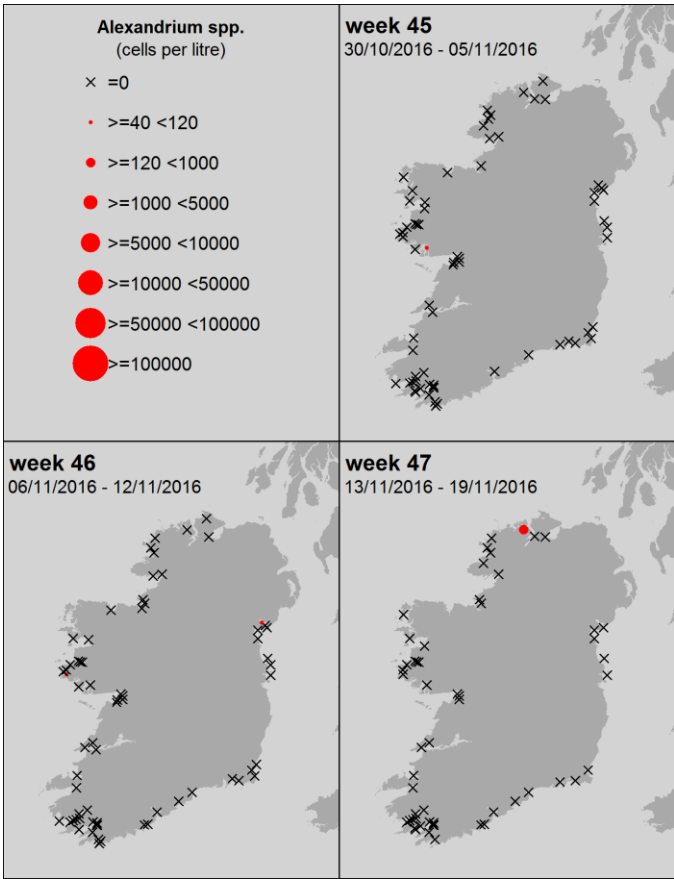 Alexandrium spp.
(cells per litre)
=0
>=40 <120
>=120 <1000
>=1000 <5000
>=5000 <10000
>=10000 <50000
>=50000 <100000
>=100000
week 45
30/10/2016 - 05/11/2016
week 46
06/11/2016 - 12/11/2016
week 47
13/11/2016 - 19/11/2016